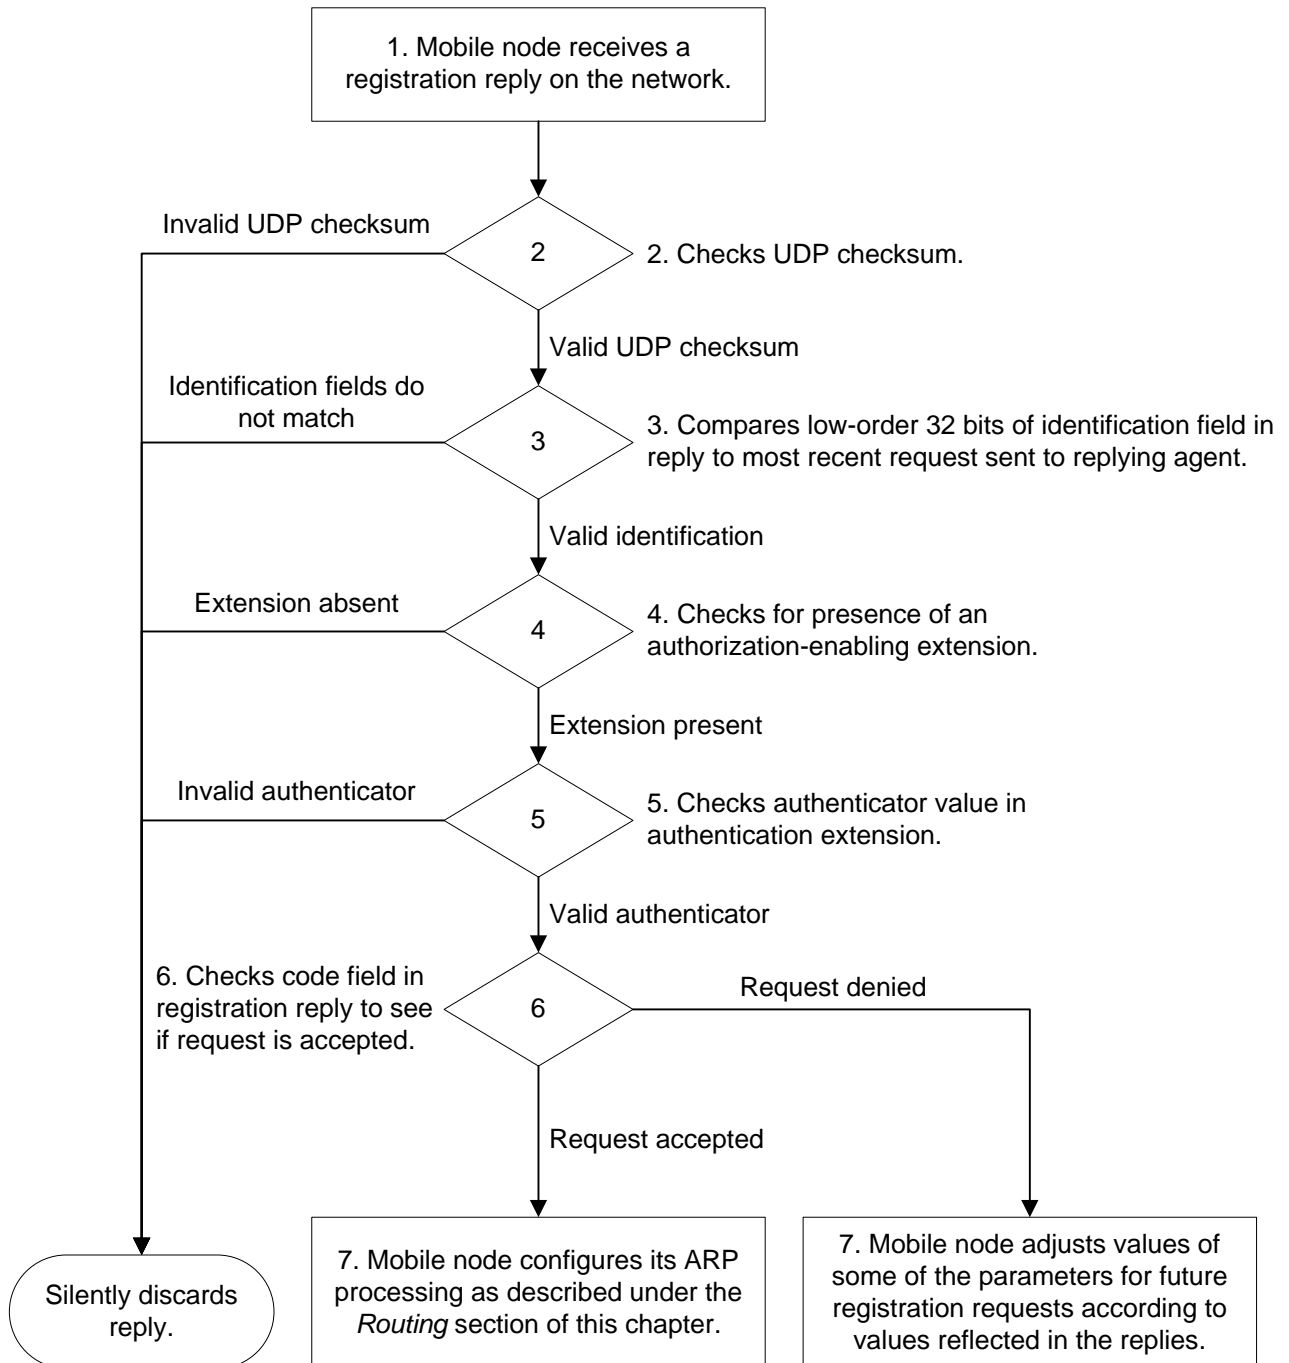 1. Mobile node receives a
registration reply on the network.
Invalid UDP checksum
2
2. Checks UDP checksum.
Valid UDP checksum
Identification fields do
not match
3
3. Compares low-order 32 bits of identification field in
reply to most recent request sent to replying agent.
Valid identification
Extension absent
4
4. Checks for presence of an
authorization-enabling extension.
Extension present
Invalid authenticator
5
5. Checks authenticator value in
authentication extension.
Valid authenticator
6. Checks code field in
registration reply to see
if request is accepted.
6
Request denied
Request accepted
Silently discards
reply.
7. Mobile node configures its ARP
processing as described under the
Routing section of this chapter.
7. Mobile node adjusts values of
some of the parameters for future
registration requests according to
values reflected in the replies.